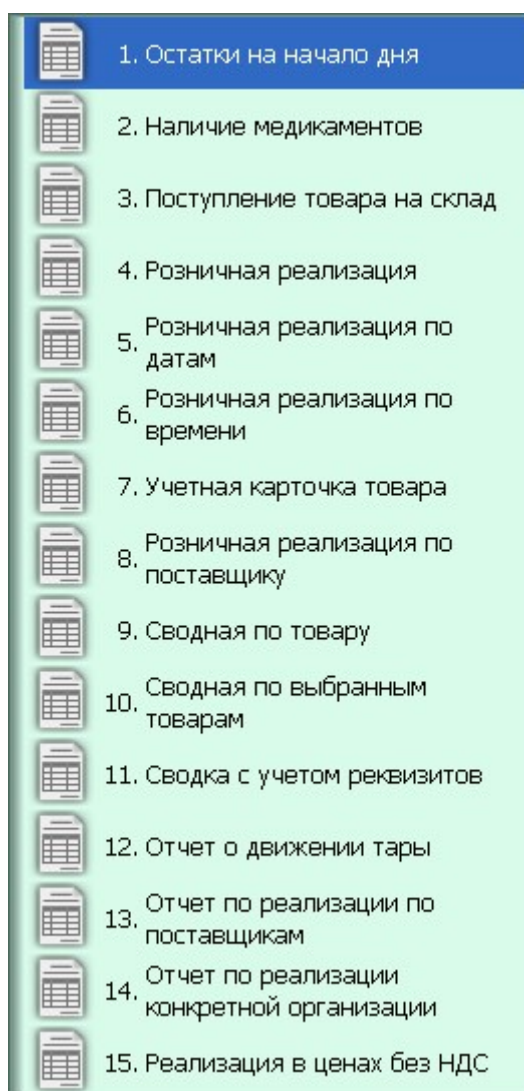 1. Остатки на начало дня
2. Наличие медикаментов
3. Поступление товара на склад
4. Розничная реализация
5. Розничная реализация по
датам
6. Розничная реализация по
времени
7. Учетная карточка товара
8. Розничная реализация по
поставщику
9. Сводная по товару
10. Сводная по выбранным
товарам
11. Сводка с учетом реквизитов
12. Отчет о движении тары
13. Отчет по реализации по
поставщикам
14. Отчет по реализации
конкретной организации
15. Реализация в ценах без НДС